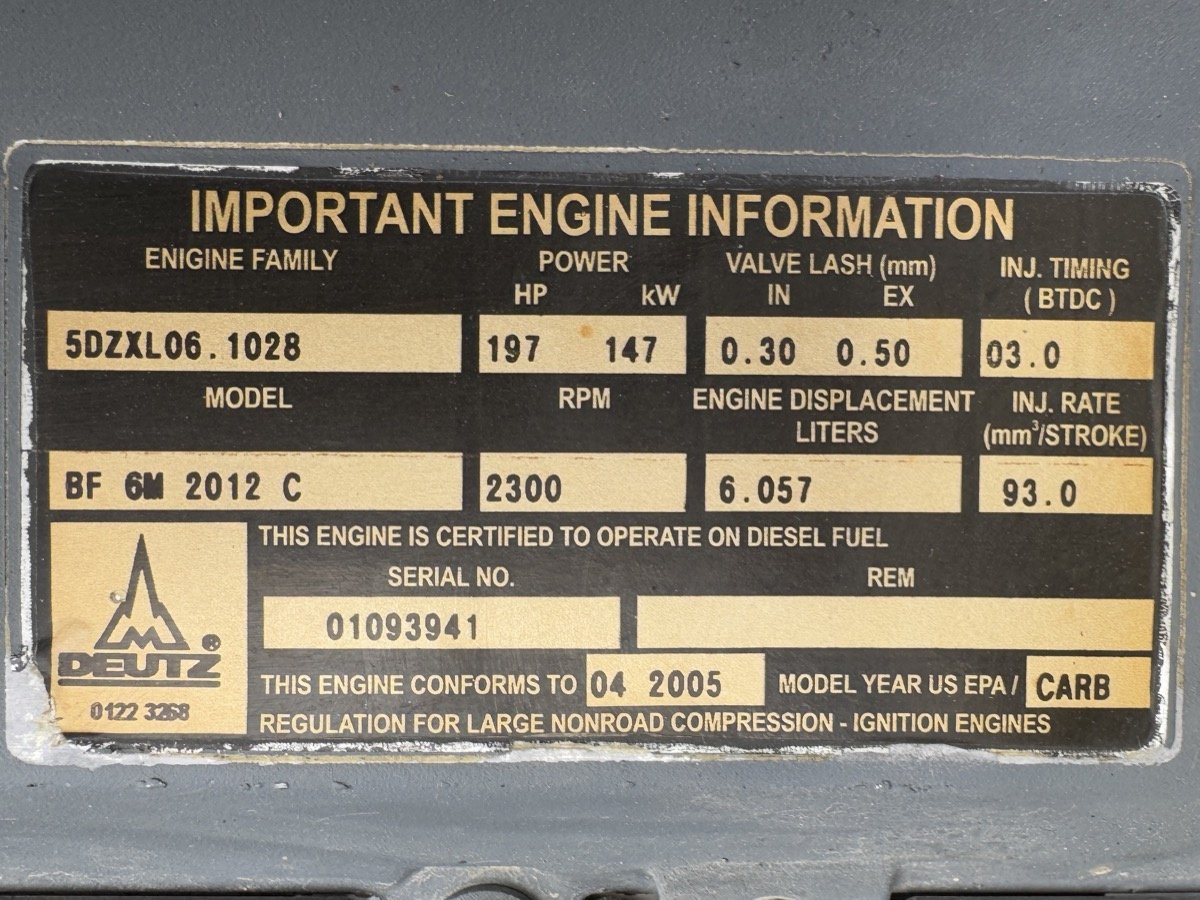 IMPORTANT ENGINE INFORMATION
ENIGINE FAMILY POWER VALVE LASH (mm) INJ. TIMING
HP kW IN EX ( BTDC )
5DZXL06.1028 197 147 0.30 0.50 03.0
MODEL RPM ENGINE DISPLACEMENT INJ. RATE
LITERS (mm³/STROKE)
BF 6M 2012 C 2300 6.057 93.0
THIS ENGINE IS CERTIFIED TO OPERATE ON DIESEL FUEL
SERIAL NO. REM
01093941
DEUTZ ®
THIS ENGINE CONFORMS TO 04 2005 MODEL YEAR US EPA / CARB
0122 3268
REGULATION FOR LARGE NONROAD COMPRESSION - IGNITION ENGINES